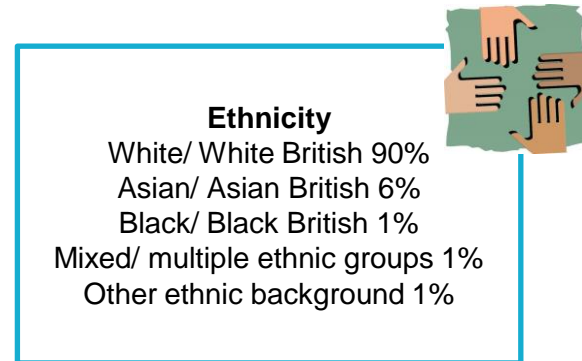 Ethnicity
White/ White British 90%
Asian/ Asian British 6%
Black/ Black British 1%
Mixed/ multiple ethnic groups 1%
Other ethnic background 1%